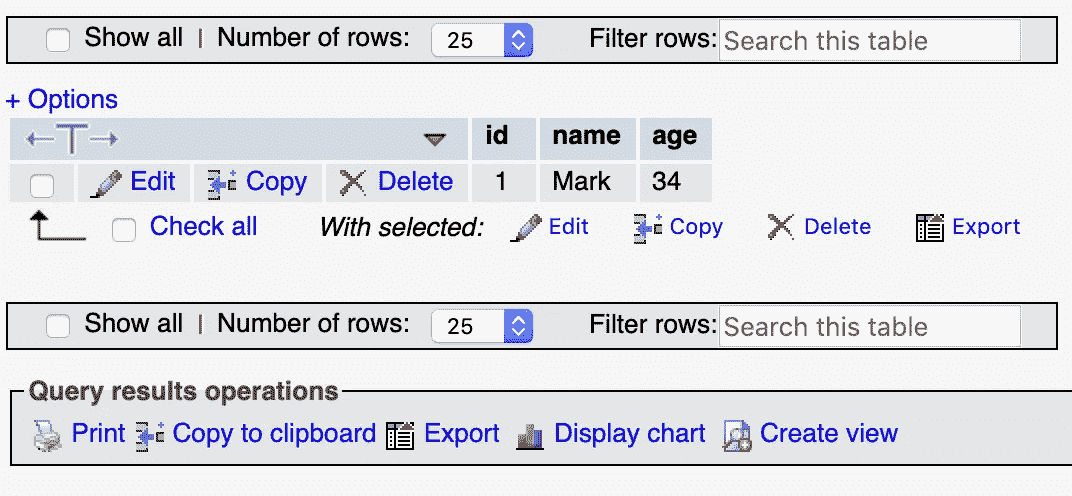 Show all | Number of rows: 25 Filter rows: Search this table
+ Options
←T→ id name age
Edit Copy Delete 1 Mark 34
Check all With selected: Edit Copy Delete Export
Show all | Number of rows: 25 Filter rows: Search this table
Query results operations
Print Copy to clipboard Export Display chart Create view